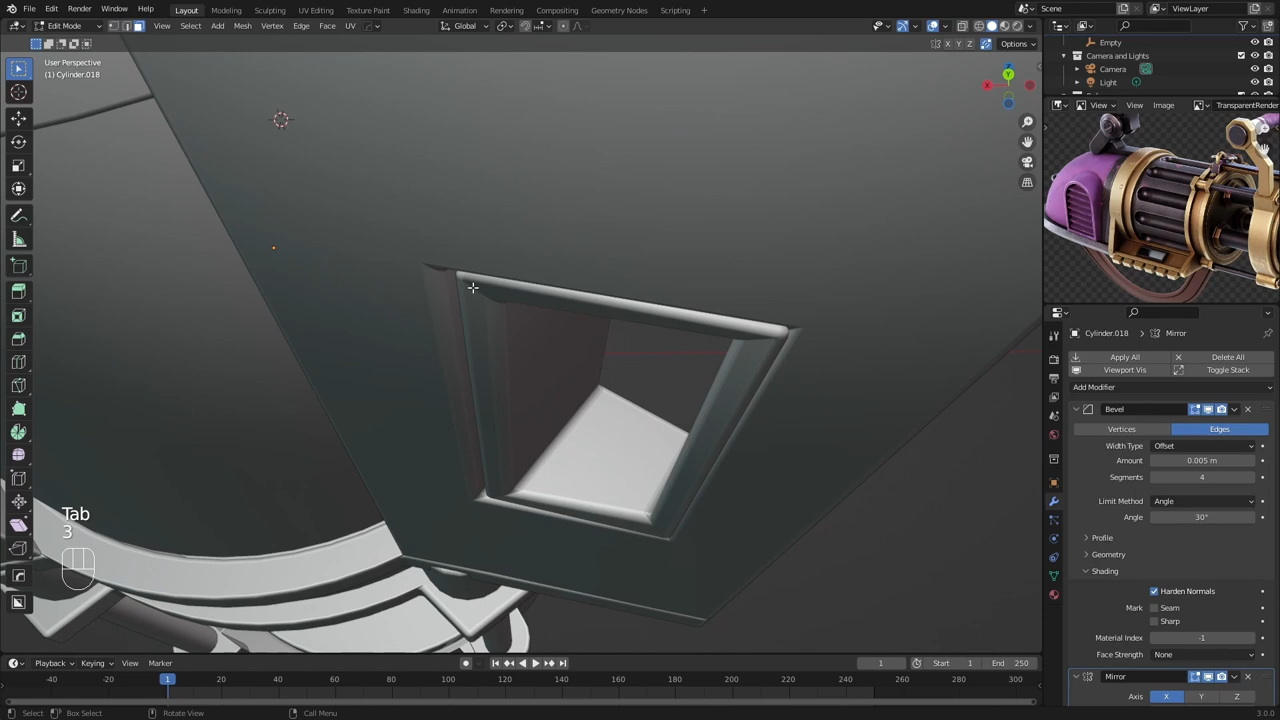 File Edit Render Window Help
Layout Modeling Sculpting UV Editing Texture Paint Shading Animation Rendering Compositing Geometry Nodes Scripting +
Scene ViewLayer
Edit Mode View Select Add Mesh Vertex Edge Face UV Global
X Y Z Options
User Perspective
(1) Cylinder.018
X Y Z
Empty
Camera and Lights
Camera
Light
View View Image TransparentRender
Cylinder.018 Mirror
Apply All Delete All
Viewport Vis Toggle Stack
Add Modifier
Bevel
Vertices Edges
Width Type Offset
Amount 0.005 m
Segments 4
Limit Method Angle
Angle 30°
Profile
Geometry
Shading
Harden Normals
Mark Seam
Sharp
Material Index -1
Face Strength None
Mirror
Axis X Y Z
Tab
3
Playback Keying View Marker 1 Start 1 End 250
-40 -20 1 20 40 60 80 100 120 140 160 180 200 220 240 260 280 300
Select Box Select Rotate View Call Menu 3.0.0